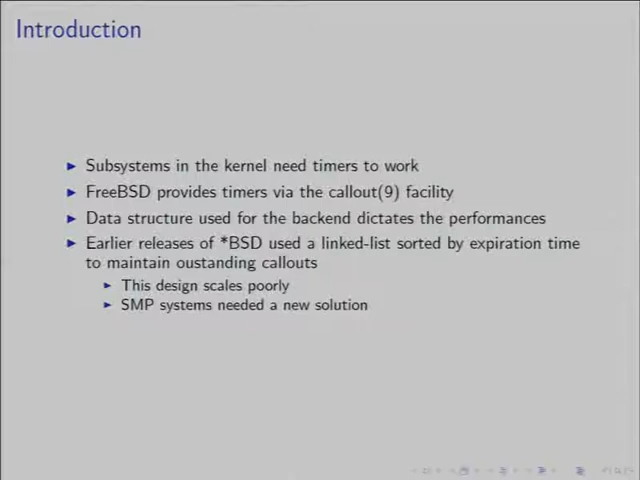 Introduction
Subsystems in the kernel need timers to work
FreeBSD provides timers via the callout(9) facility
Data structure used for the backend dictates the performances
Earlier releases of *BSD used a linked-list sorted by expiration time
to maintain oustanding callouts
This design scales poorly
SMP systems needed a new solution